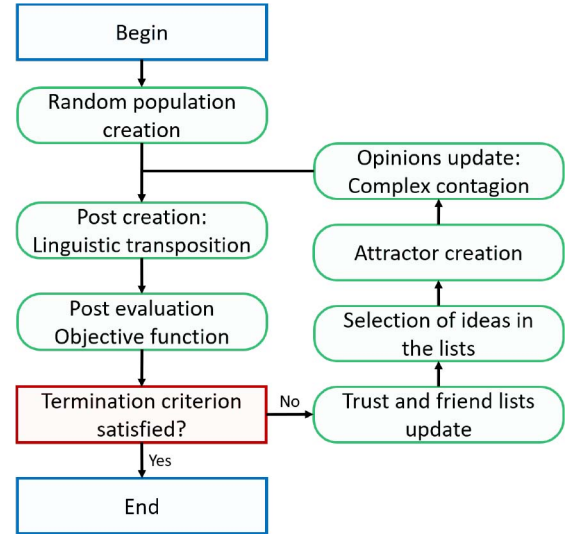 Begin
Random population
creation
Post creation:
Linguistic transposition
Post evaluation
Objective function
Termination criterion
satisfied?
No
Yes
End
Trust and friend lists
update
Selection of ideas in
the lists
Attractor creation
Opinions update:
Complex contagion